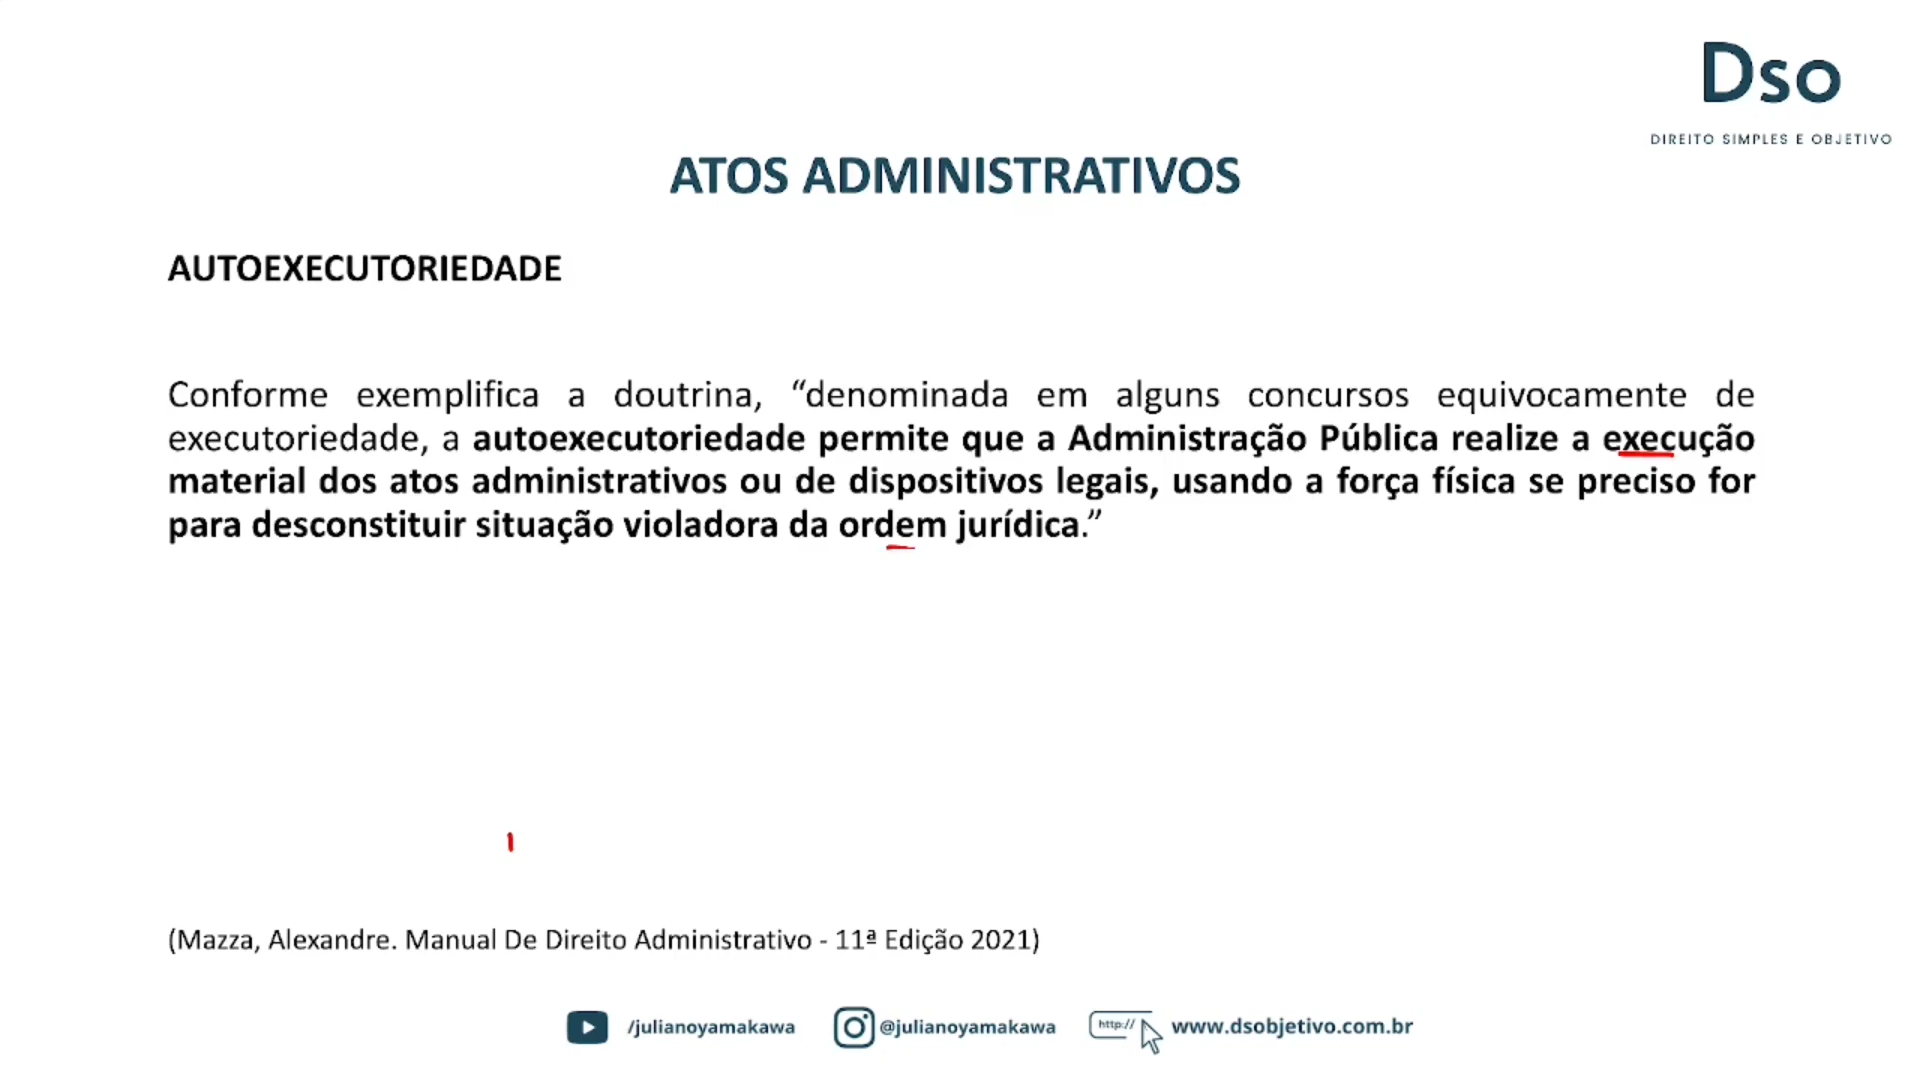 Dso
DIREITO SIMPLES E OBJETIVO
ATOS ADMINISTRATIVOS
AUTOEXECUTORIEDADE
Conforme exemplifica a doutrina, “denominada em alguns concursos equivocamente de
executoriedade, a autoexecutoriedade permite que a Administração Pública realize a execução
material dos atos administrativos ou de dispositivos legais, usando a força física se preciso for
para desconstituir situação violadora da ordem jurídica.”
(Mazza, Alexandre. Manual De Direito Administrativo - 11ª Edição 2021)
/julianoyamakawa @julianoyamakawa http:// www.dsobjetivo.com.br